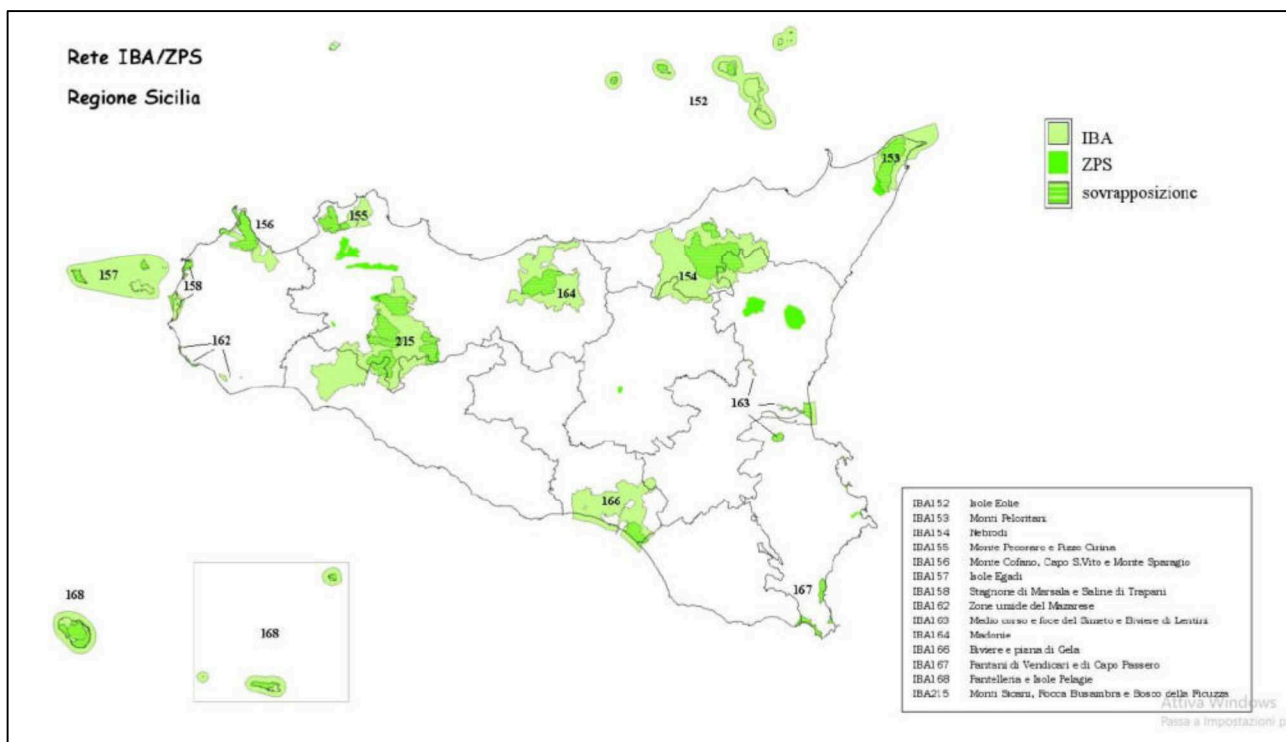 Rete IBA/ZPS
Regione Sicilia
152
IBA
ZPS
sovrapposizione
153
156
155
157
158
154
164
162
215
163
166
167
168
168
IBA152 Isole Eolie
IBA153 Monti Peloritani
IBA154 Nebrodi
IBA155 Monte Pecoraro e Pizzo Cirina
IBA156 Monte Cofano, Capo S.Vito e Monte Sparagio
IBA157 Isole Egadi
IBA158 Stagnone di Marsala e Saline di Trapani
IBA162 Zone umide del Mazarese
IBA163 Medio corso e foce del Simeto e Biviere di Lentini
IBA164 Madonie
IBA166 Biviere e piana di Gela
IBA167 Pantani di Vendicari e di Capo Passero
IBA168 Pantelleria e Isole Pelagie
IBA215 Monti Sicani, Rocca Busambra e Bosco della Ficuzza
Attiva Windows
Passa a Impostazioni p